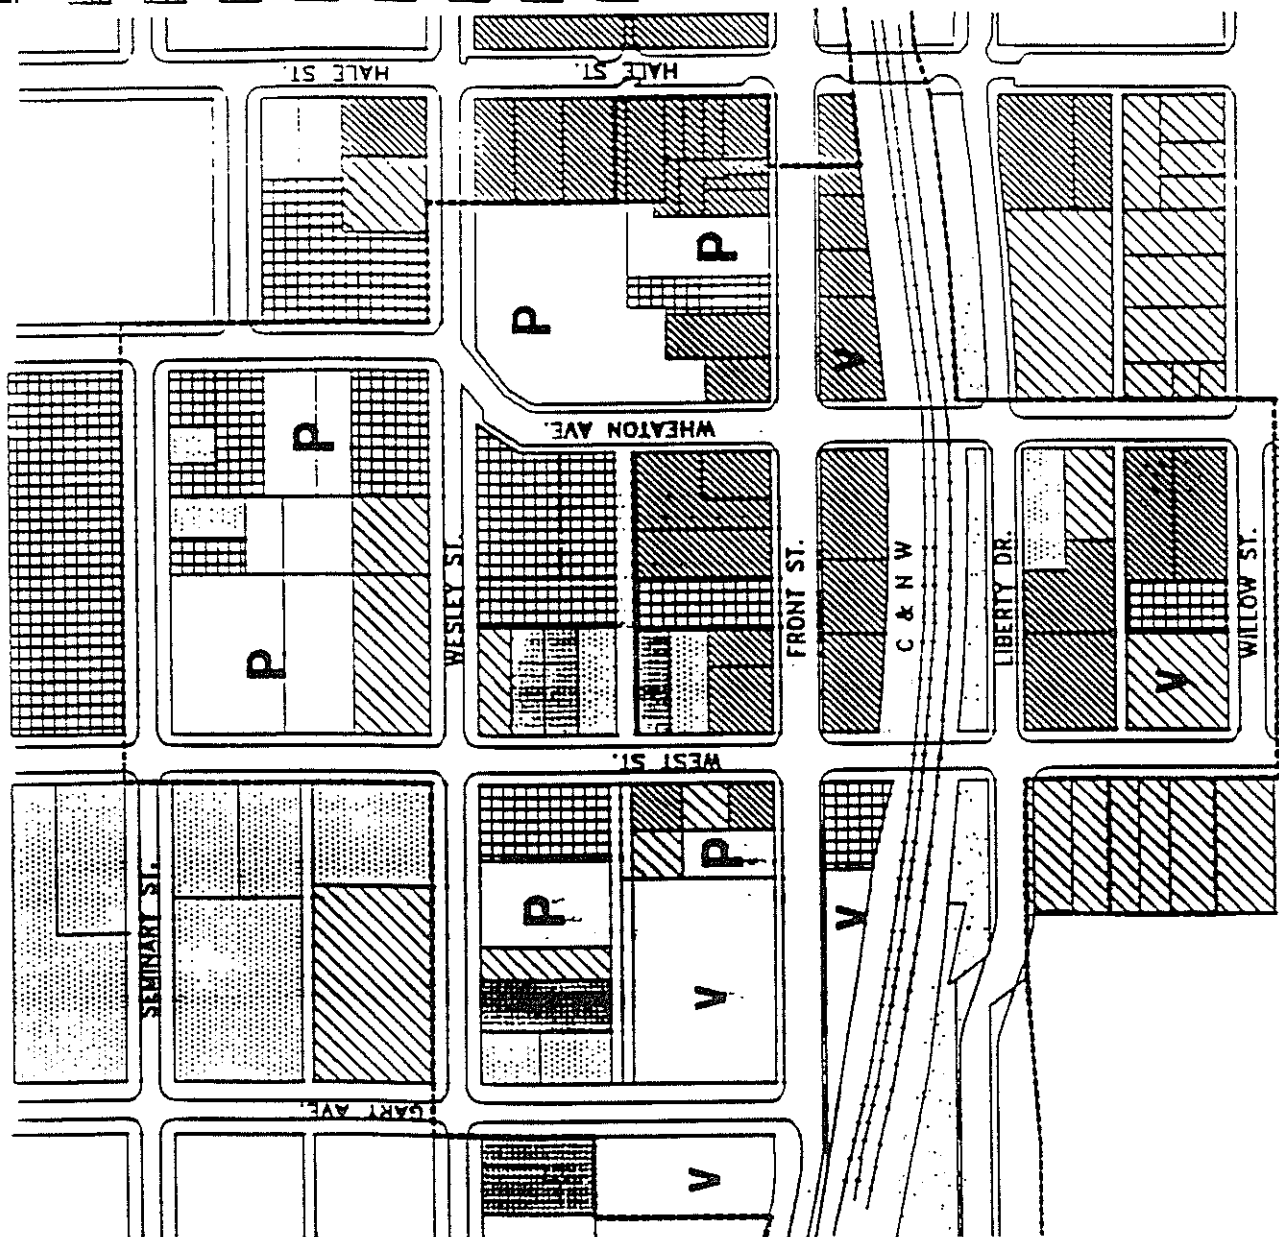 HALE ST.
HALE ST.
P
P
V
WHEATON AVE.
P
WESLEY ST.
FRONT ST.
C & N W
LIBERTY DR.
WILLOW ST.
P
V
WEST ST.
P
P
V
SEMINARY ST.
V
GARY AVE.
V